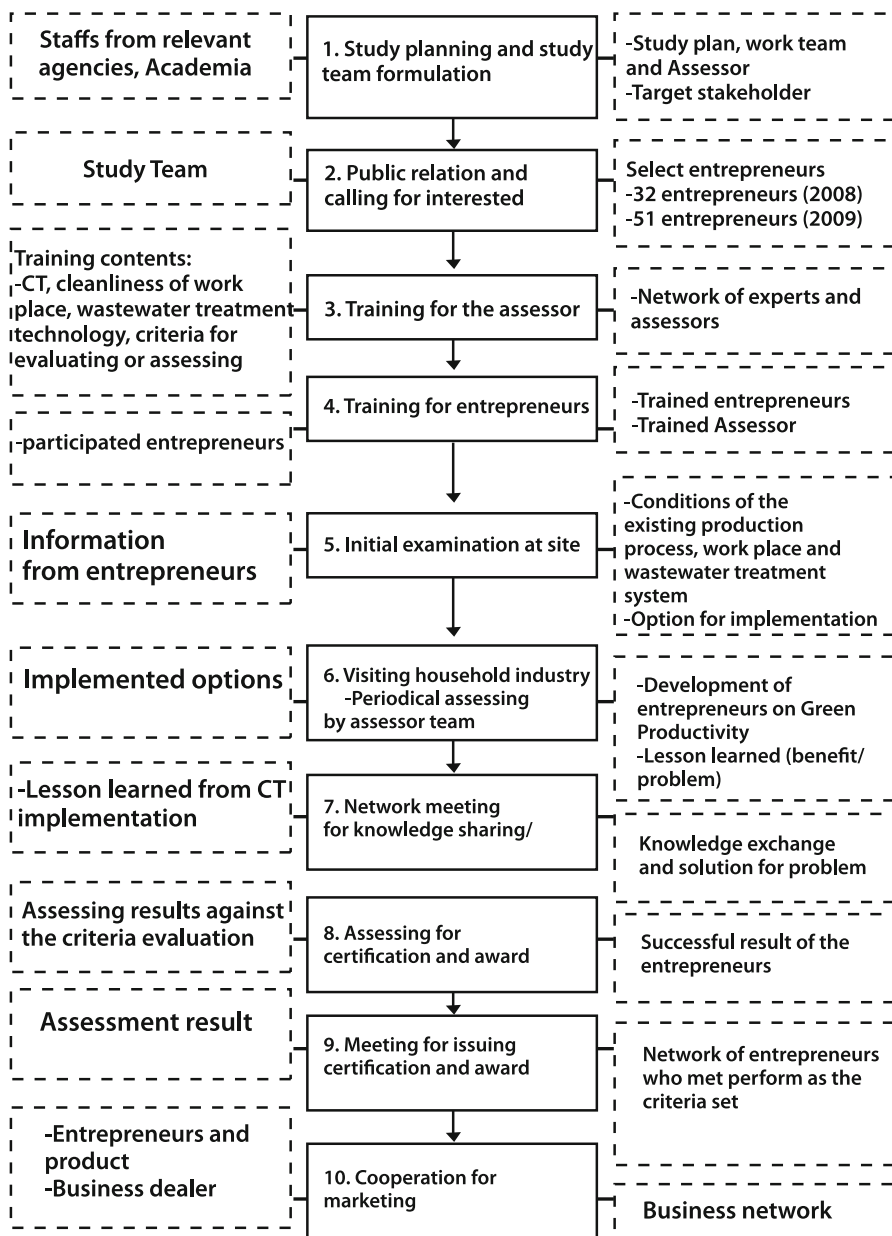 Staffs from relevant
agencies, Academia
1. Study planning and study
team formulation
-Study plan, work team
and Assessor
-Target stakeholder
Study Team
2. Public relation and
calling for interested
Select entrepreneurs
-32 entrepreneurs (2008)
-51 entrepreneurs (2009)
Training contents:
-CT, cleanliness of work
place, wastewater treatment
technology, criteria for
evaluating or assessing
3. Training for the assessor
-Network of experts and
assessors
-participated entrepreneurs
4. Training for entrepreneurs
-Trained entrepreneurs
-Trained Assessor
Information
from entrepreneurs
5. Initial examination at site
-Conditions of the
existing production
process, work place and
wastewater treatment
system
-Option for implementation
Implemented options
6. Visiting household industry
-Periodical assessing
by assessor team
-Development of
entrepreneurs on Green
Productivity
-Lesson learned (benefit/
problem)
-Lesson learned from CT
implementation
7. Network meeting
for knowledge sharing/
Knowledge exchange
and solution for problem
Assessing results against
the criteria evaluation
8. Assessing for
certification and award
Successful result of the
entrepreneurs
Assessment result
9. Meeting for issuing
certification and award
Network of entrepreneurs
who met perform as the
criteria set
-Entrepreneurs and
product
-Business dealer
10. Cooperation for
marketing
Business network